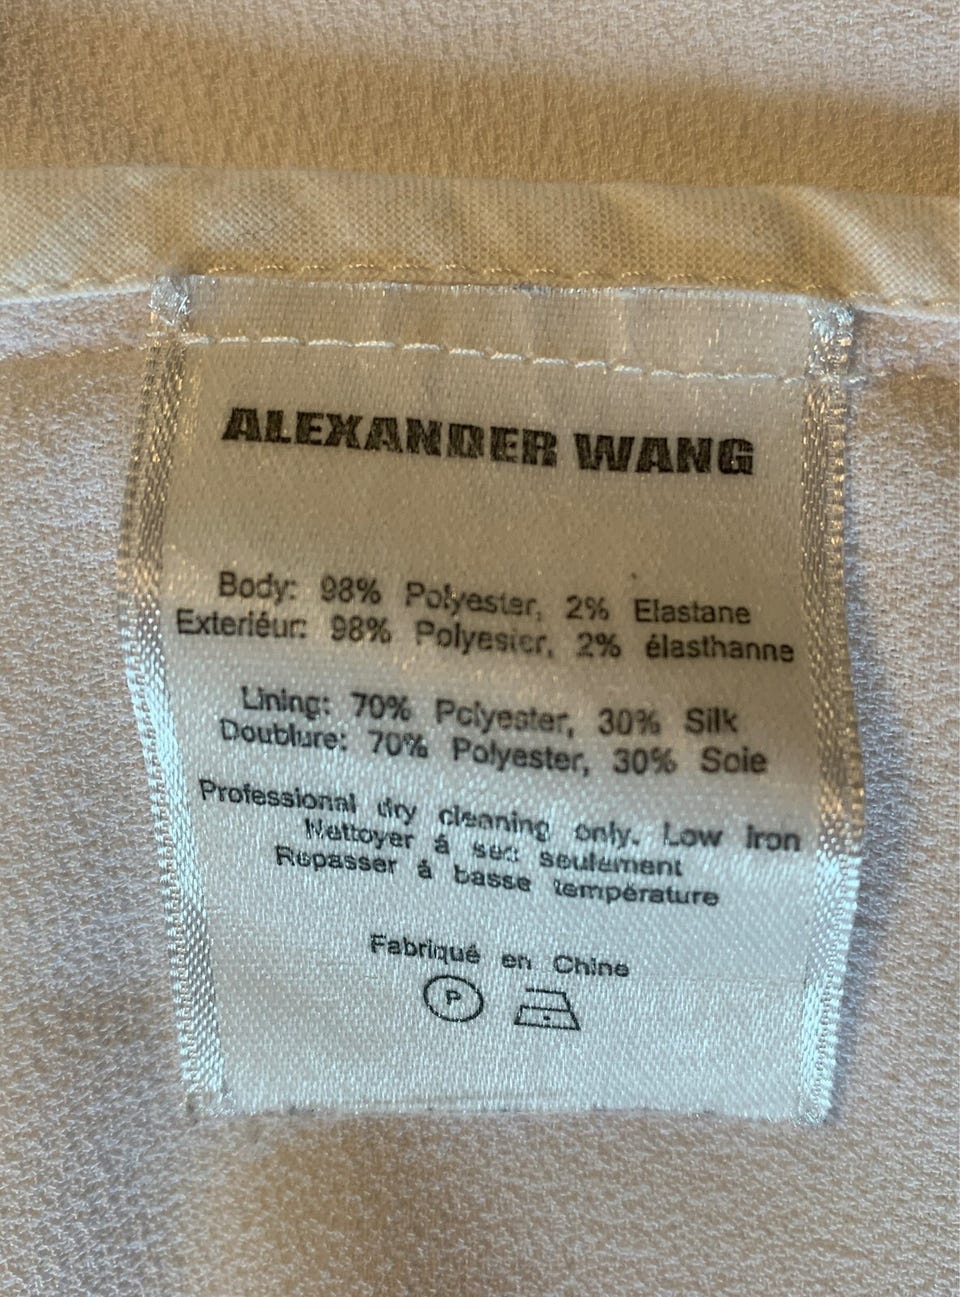 ALEXANDER WANG
Body: 98% Polyester, 2% Elastane
Exteriéur: 98% Polyester, 2% élasthanne
Lining: 70% Polyester, 30% Silk
Doublure: 70% Polyester, 30% Soie
Professional dry cleaning only. Low Iron
Nettoyer á sec seulement
Repasser á basse température
Fabriqué en Chine
P